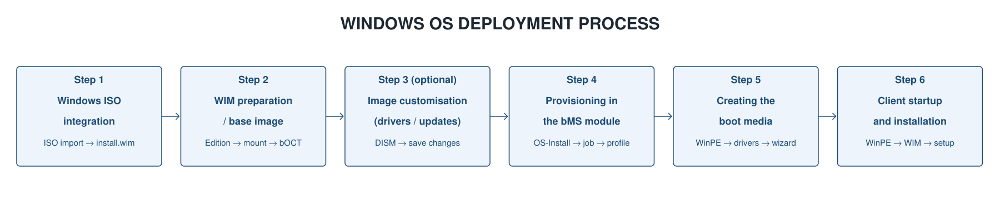 WINDOWS OS DEPLOYMENT PROCESS
Step 1
Windows ISO
integration
ISO import → install.wim
Step 2
WIM preparation
/ base image
Edition → mount → bOCT
Step 3 (optional)
Image customisation
(drivers / updates)
DISM → save changes
Step 4
Provisioning in
the bMS module
OS-Install → job → profile
Step 5
Creating the
boot media
WinPE → drivers → wizard
Step 6
Client startup
and installation
WinPE → WIM → setup